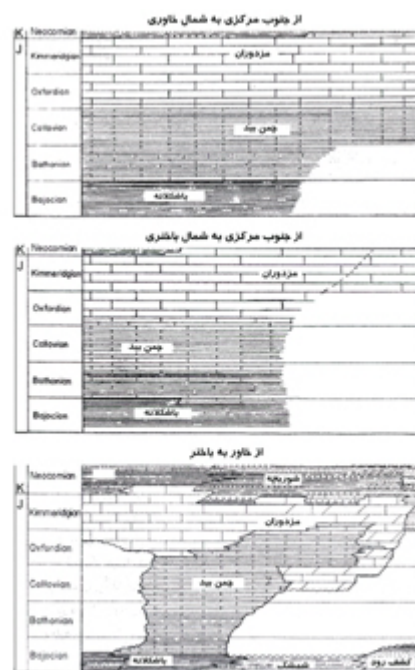 از جنوب مرکزی به شمال خاوری
K
J
Neocomian
Kimmeridgian
Oxfordian
Callovian
Bathonian
Bajocian
مزدوران
چمن بید
باشکلاته
از جنوب مرکزی به شمال باختری
K
J
Neocomian
Kimmeridgian
Oxfordian
Callovian
Bathonian
Bajocian
مزدوران
چمن بید
باشکلاته
از خاور به باختر
K
J
Neocomian
Kimmeridgian
Oxfordian
Callovian
Bathonian
Bajocian
شوریجه
مزدوران
چمن بید
باشکلاته
کشف رود